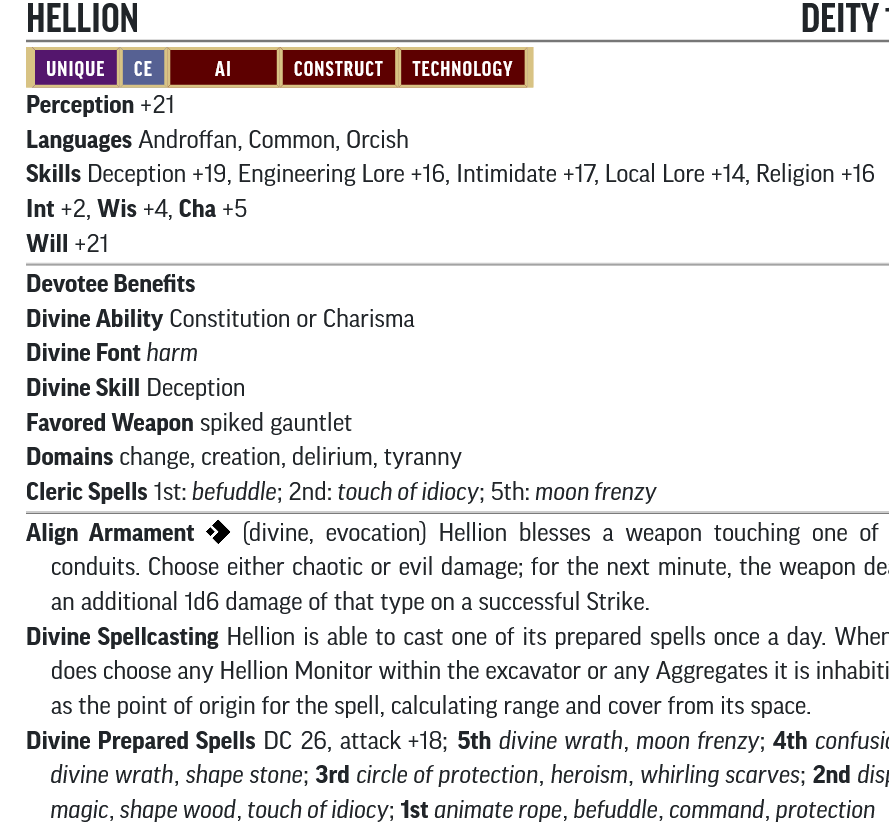 HELLION DEITY
UNIQUE CE AI CONSTRUCT TECHNOLOGY
Perception +21
Languages Androffan, Common, Orcish
Skills Deception +19, Engineering Lore +16, Intimidate +17, Local Lore +14, Religion +16
Int +2, Wis +4, Cha +5
Will +21
Devotee Benefits
Divine Ability Constitution or Charisma
Divine Font harm
Divine Skill Deception
Favored Weapon spiked gauntlet
Domains change, creation, delirium, tyranny
Cleric Spells 1st: befuddle; 2nd: touch of idiocy; 5th: moon frenzy
Align Armament (divine, evocation) Hellion blesses a weapon touching one of
conduits. Choose either chaotic or evil damage; for the next minute, the weapon
an additional 1d6 damage of that type on a successful Strike.
Divine Spellcasting Hellion is able to cast one of its prepared spells once a day. When
does choose any Hellion Monitor within the excavator or any Aggregates it is
as the point of origin for the spell, calculating range and cover from its space.
Divine Prepared Spells DC 26, attack +18; 5th divine wrath, moon frenzy; 4th
divine wrath, shape stone; 3rd circle of protection, heroism, whirling scarves; 2nd
magic, shape wood, touch of idiocy; 1st animate rope, befuddle, command, protection